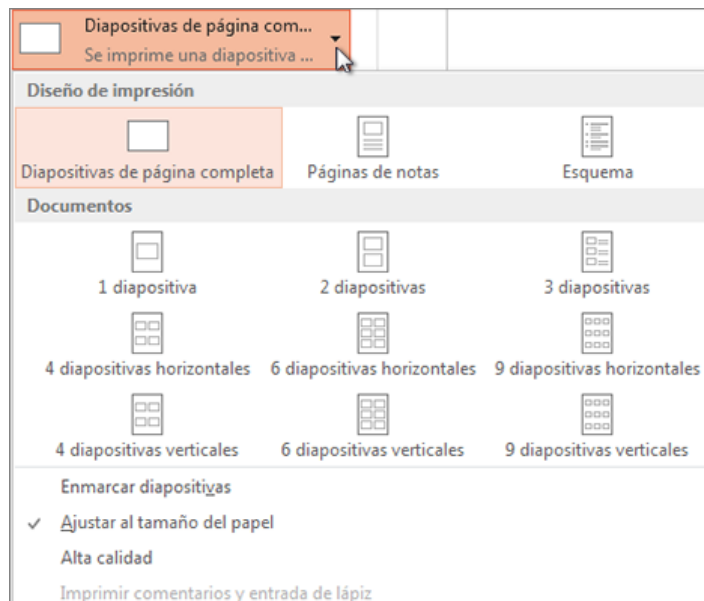 Diapositivas de página com...
Se imprime una diapositiva ...
Diseño de impresión
Diapositivas de página completa Páginas de notas Esquema
Documentos
1 diapositiva 2 diapositivas 3 diapositivas
4 diapositivas horizontales 6 diapositivas horizontales 9 diapositivas horizontales
4 diapositivas verticales 6 diapositivas verticales 9 diapositivas verticales
Enmarcar diapositivas
Ajustar al tamaño del papel
Alta calidad
Imprimir comentarios y entrada de lápiz